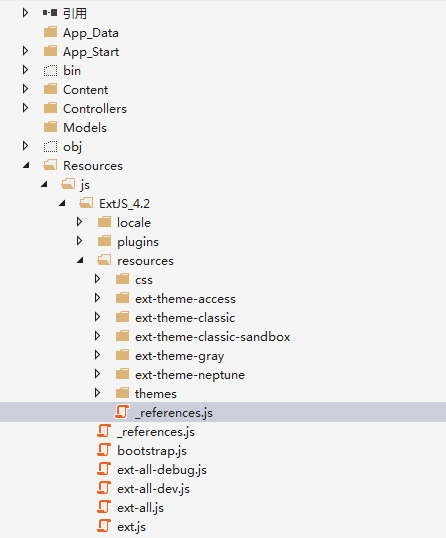 引用
App_Data
App_Start
bin
Content
Controllers
Models
obj
Resources
js
ExtJS_4.2
locale
plugins
resources
css
ext-theme-access
ext-theme-classic
ext-theme-classic-sandbox
ext-theme-gray
ext-theme-neptune
themes
_references.js
_references.js
bootstrap.js
ext-all-debug.js
ext-all-dev.js
ext-all.js
ext.js